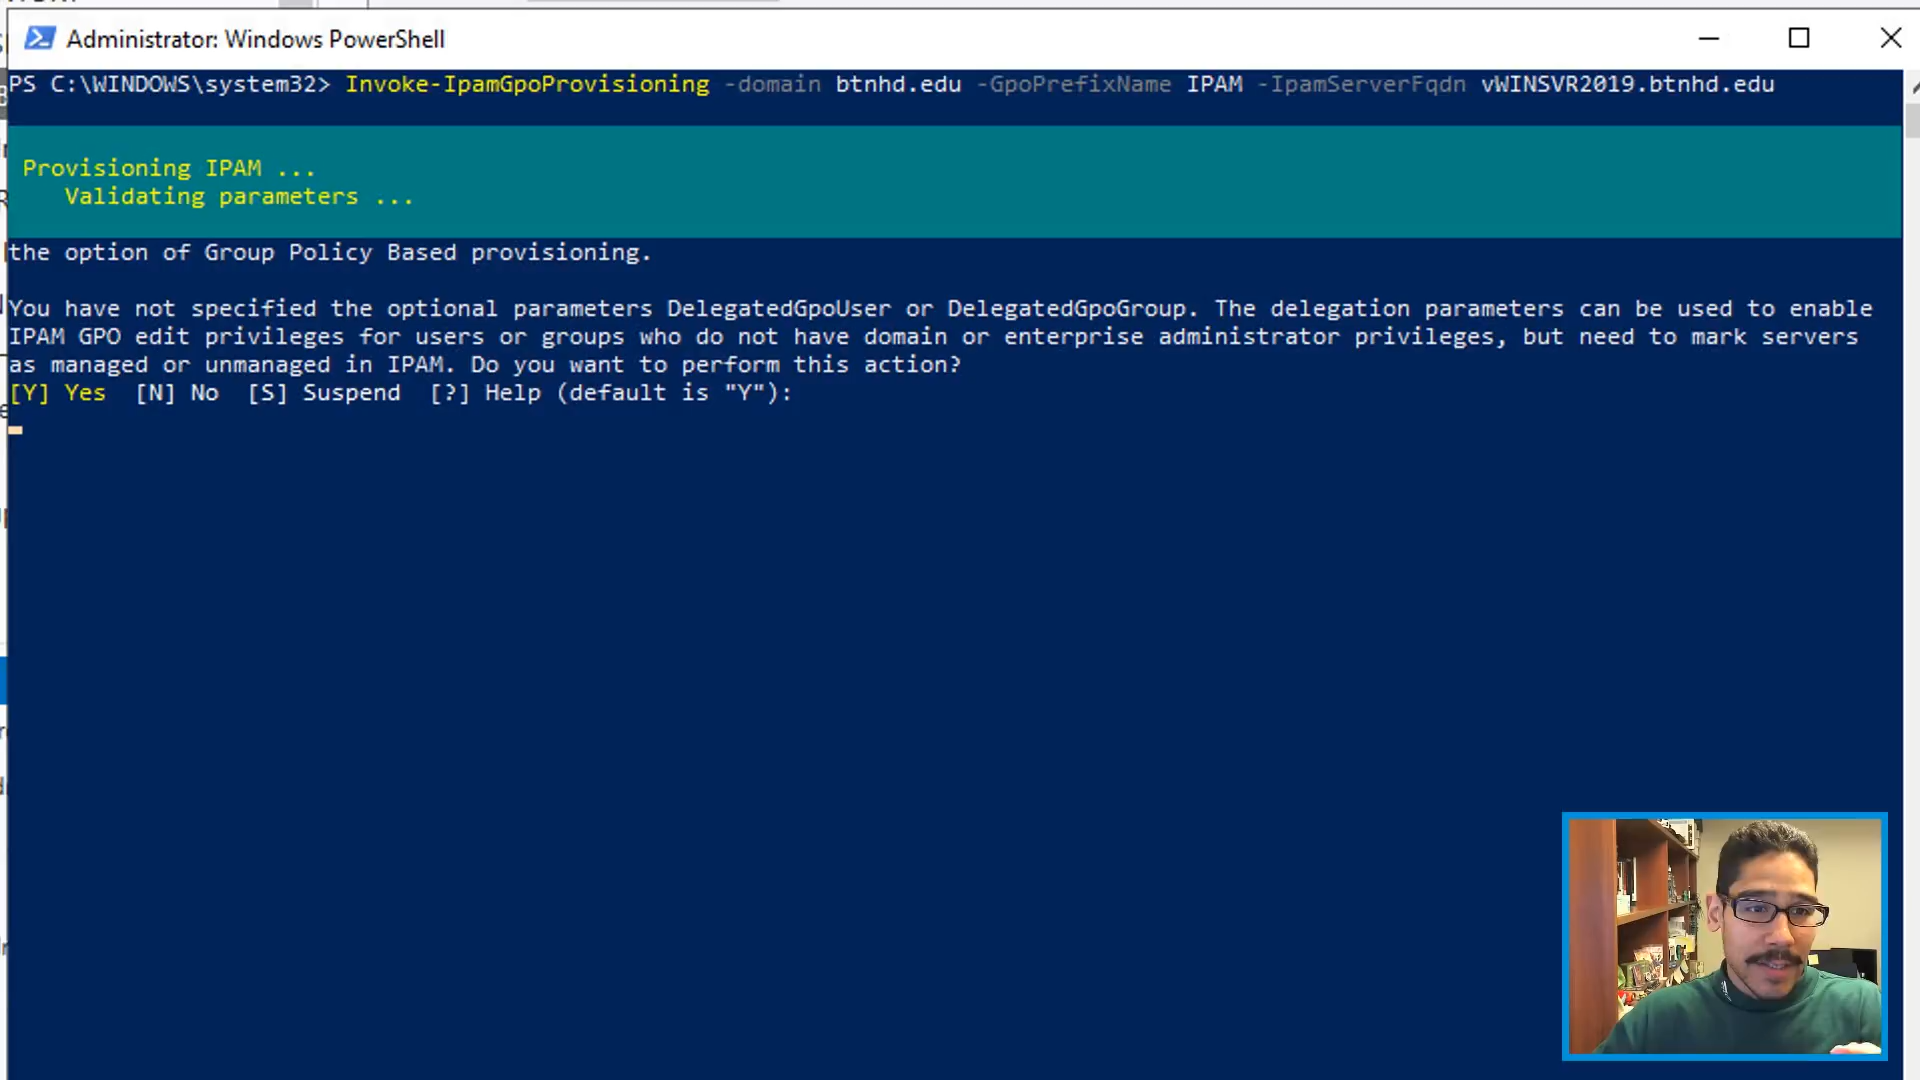 Administrator: Windows PowerShell
PS C:\WINDOWS\system32> Invoke-IpamGpoProvisioning -domain btnhd.edu -GpoPrefixName IPAM -IpamServerFqdn vWINSVR2019.btnhd.edu
Provisioning IPAM ...
Validating parameters ...
the option of Group Policy Based provisioning.
You have not specified the optional parameters DelegatedGpoUser or DelegatedGpoGroup. The delegation parameters can be used to enable
IPAM GPO edit privileges for users or groups who do not have domain or enterprise administrator privileges, but need to mark servers
as managed or unmanaged in IPAM. Do you want to perform this action?
[Y] Yes  [N] No  [S] Suspend  [?] Help (default is "Y"):